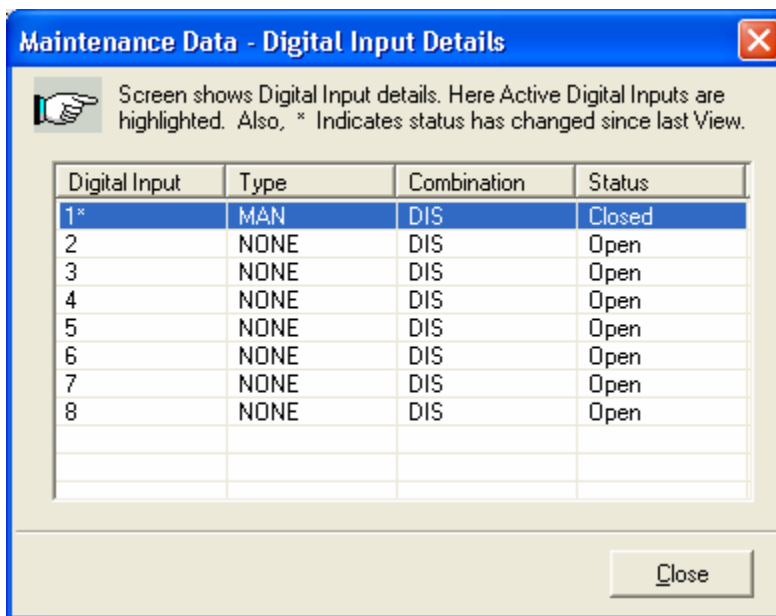 Maintenance Data - Digital Input Details
Screen shows Digital Input details. Here Active Digital Inputs are
highlighted.  Also,  *  Indicates status has changed since last View.
Digital Input Type Combination Status
1* MAN DIS Closed
2 NONE DIS Open
3 NONE DIS Open
4 NONE DIS Open
5 NONE DIS Open
6 NONE DIS Open
7 NONE DIS Open
8 NONE DIS Open
Close